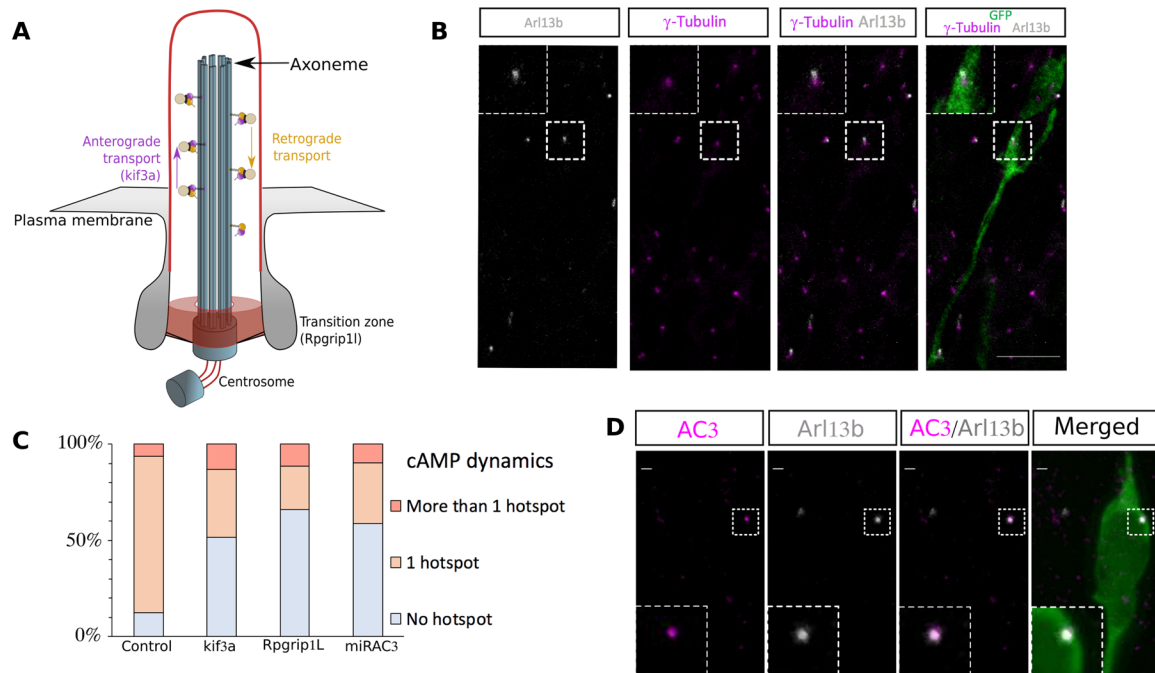 A
Axoneme
Anterograde
transport
(kif3a)
Retrograde
transport
Plasma membrane
Transition zone
(Rpgrip1l)
Centrosome
B
Arl13b
γ-Tubulin
γ-Tubulin Arl13b
GFP
γ-Tubulin Arl13b
C
100%
50%
0%
Control
kif3a
Rpgrip1L
miRAC3
cAMP dynamics
More than 1 hotspot
1 hotspot
No hotspot
D
AC3
Arl13b
AC3/Arl13b
Merged